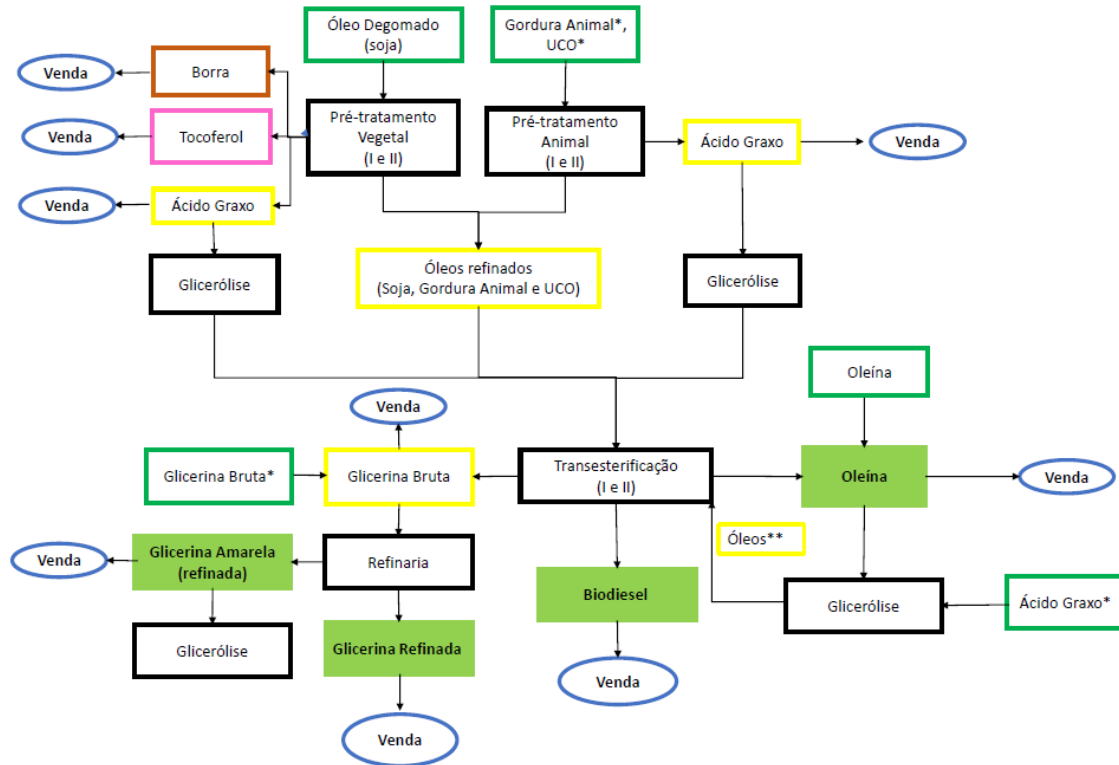 Óleo Degomado
(soja)
Gordura Animal*,
UCO*
Venda
Borra
Venda
Tocoferol
Pré-tratamento
Vegetal
(I e II)
Pré-tratamento
Animal
(I e II)
Ácido Graxo
Venda
Venda
Ácido Graxo
Glicerólise
Óleos refinados
(Soja, Gordura Animal e UCO)
Glicerólise
Oleína
Venda
Glicerina Bruta*
Glicerina Bruta
Transesterificação
(I e II)
Oleína
Venda
Óleos**
Venda
Glicerina Amarela
(refinada)
Refinaria
Biodiesel
Glicerólise
Ácido Graxo*
Glicerólise
Glicerina Refinada
Venda
Venda